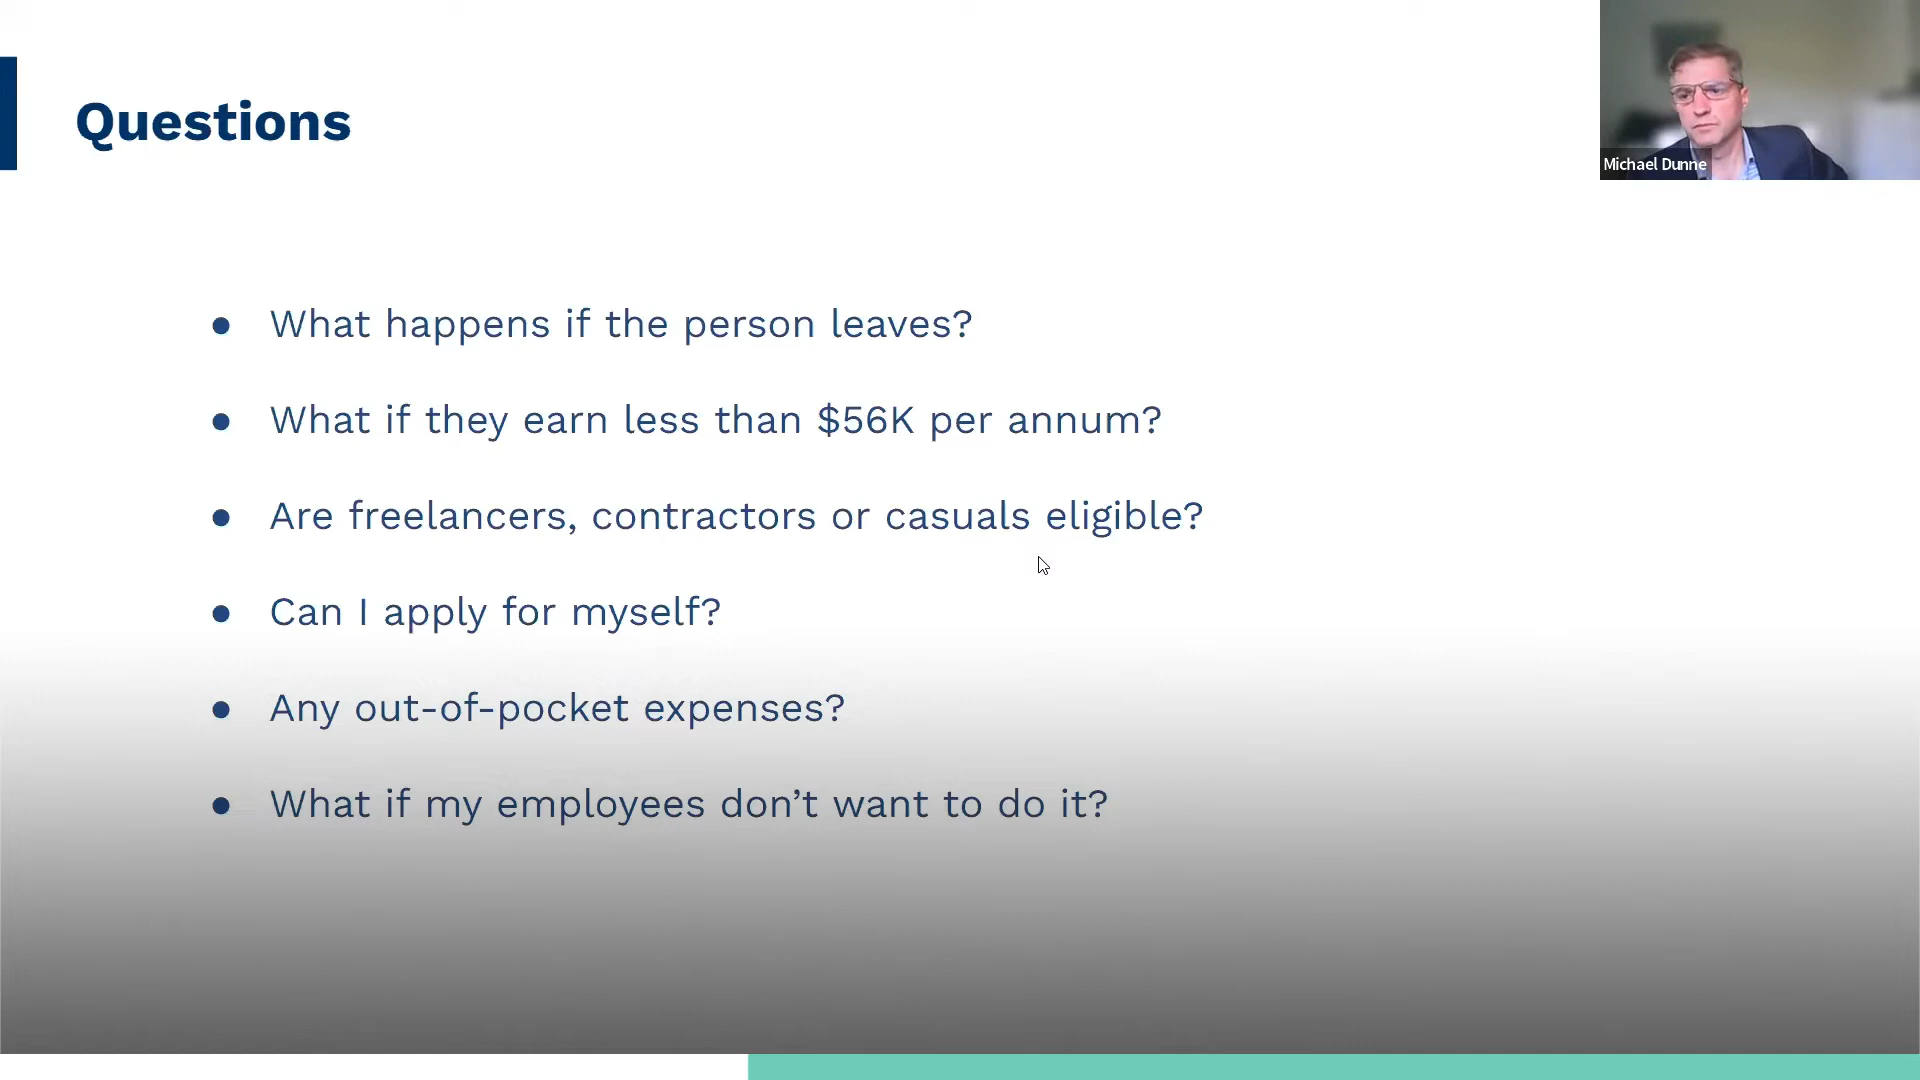 Questions
Michael Dunne
● What happens if the person leaves?
● What if they earn less than $56K per annum?
● Are freelancers, contractors or casuals eligible?
● Can I apply for myself?
● Any out-of-pocket expenses?
● What if my employees don’t want to do it?